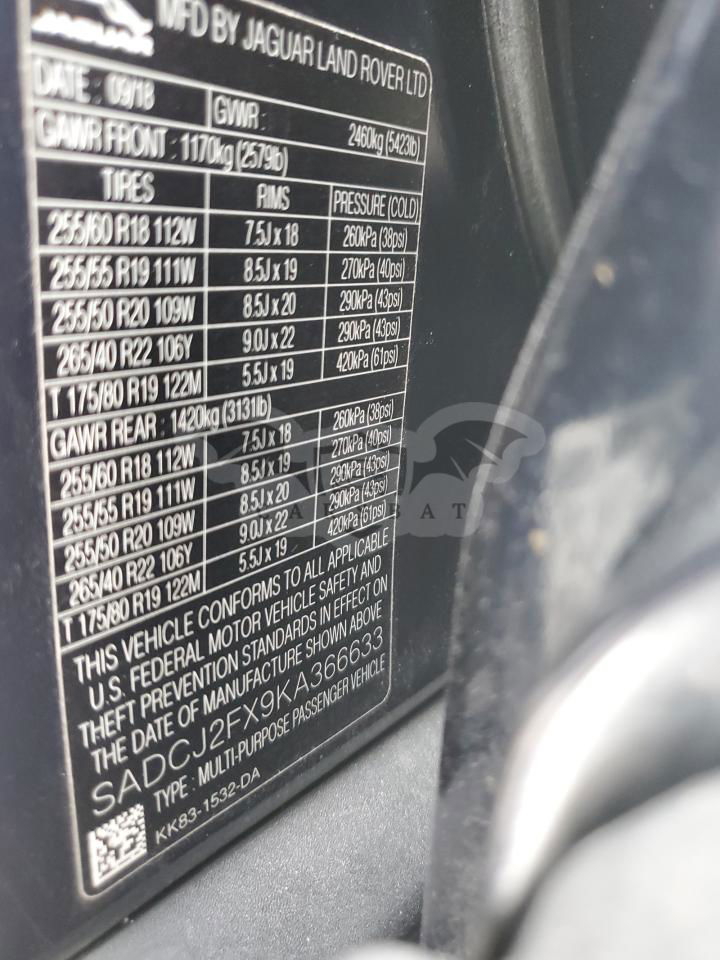 JAGUAR
MFD BY JAGUAR LAND ROVER LTD
DATE : 09/18 GVWR : 2460kg (5423lb)
GAWR FRONT : 1170kg (2579lb)
TIRES RIMS PRESSURE (COLD)
255/60 R18 112W 7.5J x 18 260kPa (38psi)
255/55 R19 111W 8.5J x 19 270kPa (40psi)
255/50 R20 109W 8.5J x 20 290kPa (43psi)
265/40 R22 106Y 9.0J x 22 290kPa (43psi)
T 175/80 R19 122M 5.5J x 19 420kPa (61psi)
GAWR REAR : 1420kg (3131lb)
255/60 R18 112W 7.5J x 18 260kPa (38psi)
255/55 R19 111W 8.5J x 19 270kPa (40psi)
255/50 R20 109W 8.5J x 20 290kPa (43psi)
265/40 R22 106Y 9.0J x 22 290kPa (43psi)
T 175/80 R19 122M 5.5J x 19 420kPa (61psi)
THIS VEHICLE CONFORMS TO ALL APPLICABLE
U.S. FEDERAL MOTOR VEHICLE SAFETY AND
THEFT PREVENTION STANDARDS IN EFFECT ON
THE DATE OF MANUFACTURE SHOWN ABOVE
SADCJ2FX9KA366633
TYPE : MULTI-PURPOSE PASSENGER VEHICLE
KK83-1532-DA